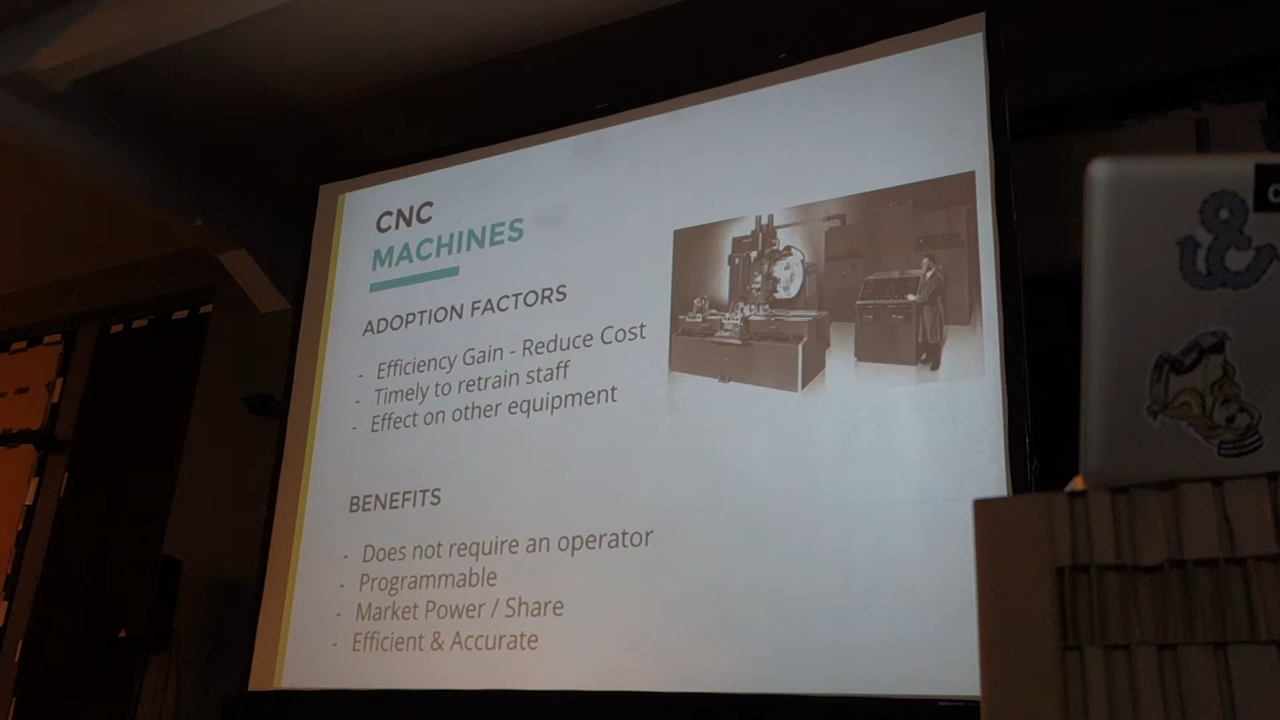 CNC
MACHINES
ADOPTION FACTORS
- Efficiency Gain - Reduce Cost
- Timely to retrain staff
- Effect on other equipment
BENEFITS
- Does not require an operator
- Programmable
- Market Power / Share
- Efficient & Accurate